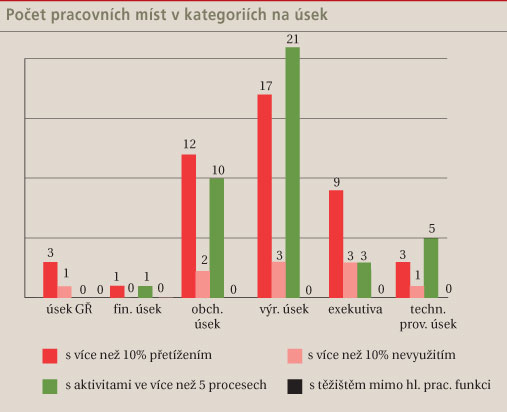 Počet pracovních míst v kategoriích na úsek
3 1 0 0
1 0 1 0
12 2 10 0
17 3 21 0
9 3 3
3 1 5 0
úsek GŘ
fin. úsek
obch.
úsek
výr. úsek
exekutiva
techn.
prov. úsek
s více než 10% přetížením
s více než 10% nevyužitím
s aktivitami ve více než 5 procesech
s těžištěm mimo hl. prac. funkci